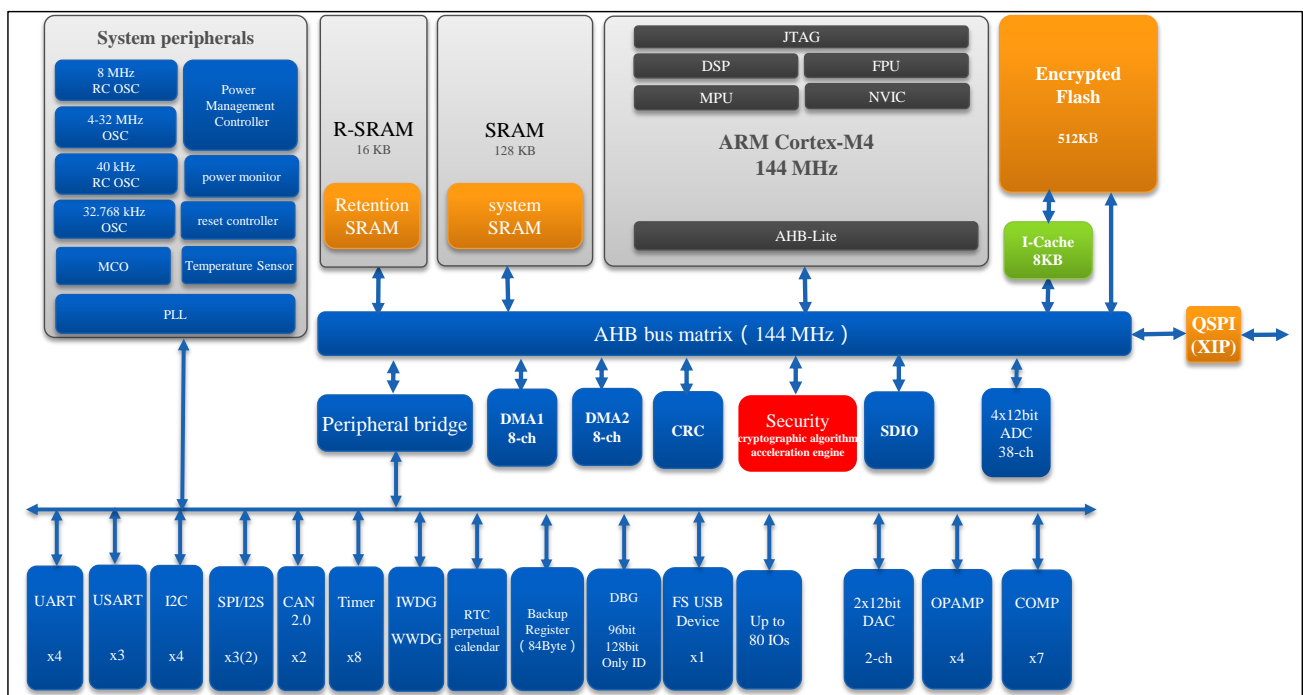 System peripherals
8 MHz
RC OSC
4-32 MHz
OSC
40 kHz
RC OSC
32.768 kHz
OSC
MCO
Power
Management
Controller
power monitor
reset controller
Temperature Sensor
PLL
R-SRAM
16 KB
Retention
SRAM
SRAM
128 KB
system
SRAM
JTAG
DSP
FPU
MPU
NVIC
ARM Cortex-M4
144 MHz
AHB-Lite
Encrypted
Flash
512KB
I-Cache
8KB
AHB bus matrix ( 144 MHz )
QSPI
(XIP)
Peripheral bridge
DMA1
8-ch
DMA2
8-ch
CRC
Security
cryptographic algorithm
acceleration engine
SDIO
4x12bit
ADC
38-ch
UART
x4
USART
x3
I2C
x4
SPI/I2S
x3(2)
CAN
2.0
x2
Timer
x8
IWDG
WWDG
RTC
perpetual
calendar
Backup
Register
( 84Byte )
DBG
96bit
128bit
Only ID
FS USB
Device
x1
Up to
80 IOs
2x12bit
DAC
2-ch
OPAMP
x4
COMP
x7